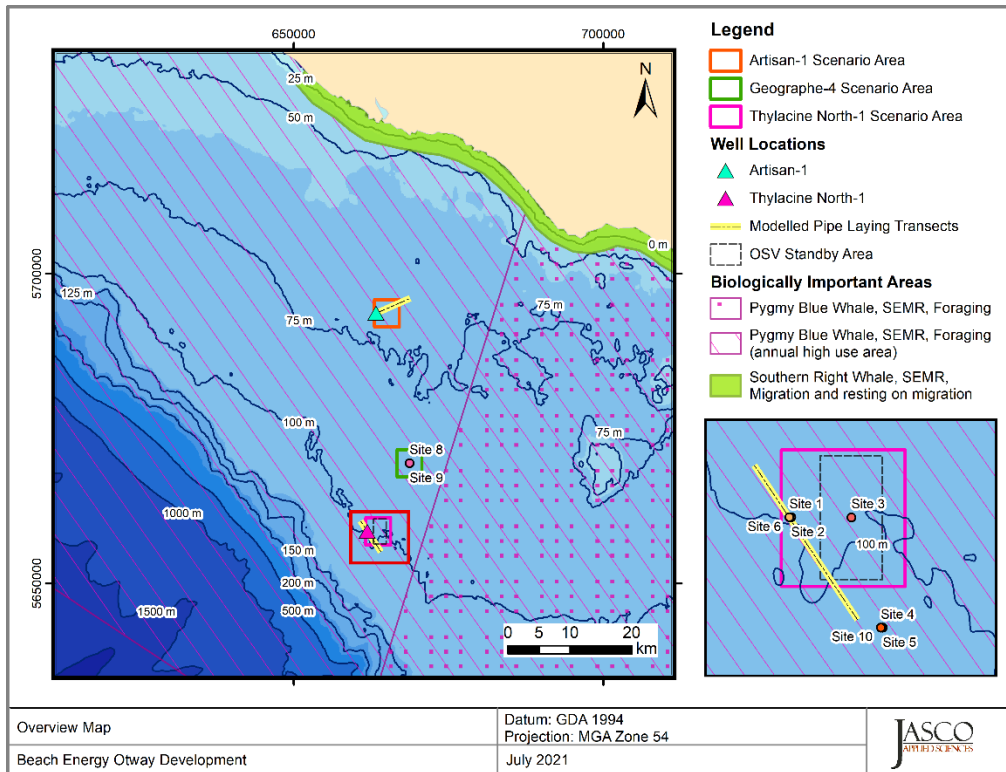 650000
700000
5700000
5650000
25 m
50 m
N
0 m
125 m
75 m
75 m
100 m
75 m
Site 8
Site 9
1000 m
150 m
200 m
500 m
1500 m
0 5 10 20
km
Legend
Artisan-1 Scenario Area
Geographe-4 Scenario Area
Thylacine North-1 Scenario Area
Well Locations
Artisan-1
Thylacine North-1
Modelled Pipe Laying Transects
OSV Standby Area
Biologically Important Areas
Pygmy Blue Whale, SEMR, Foraging
Pygmy Blue Whale, SEMR, Foraging
(annual high use area)
Southern Right Whale, SEMR,
Migration and resting on migration
Site 1
Site 3
Site 6
Site 2
100 m
Site 4
Site 10
Site 5
Overview Map
Datum: GDA 1994
Projection: MGA Zone 54
Beach Energy Otway Development
July 2021
JASCO
APPLIED SCIENCES